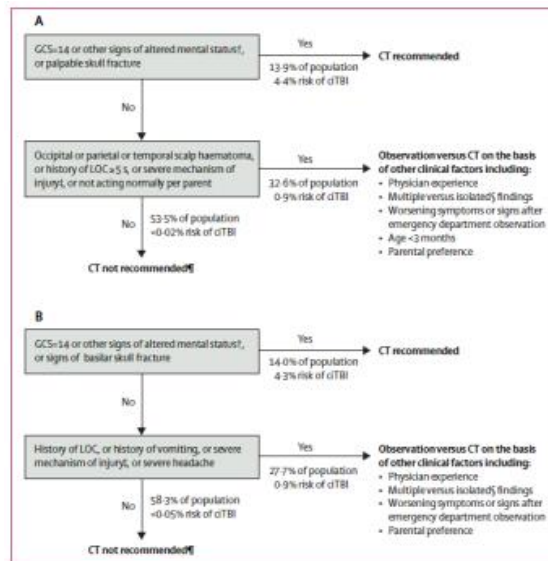 A
GCS=14 or other signs of altered mental status†,
or palpable skull fracture
Yes
13·9% of population
4·4% risk of ciTBI
CT recommended
No
Occipital or parietal or temporal scalp haematoma,
or history of LOC ≥5 s, or severe mechanism of
injury‡, or not acting normally per parent
Yes
32·6% of population
0·9% risk of ciTBI
Observation versus CT on the basis
of other clinical factors including:
• Physician experience
• Multiple versus isolated§ findings
• Worsening symptoms or signs after
emergency department observation
• Age <3 months
• Parental preference
No
53·5% of population
<0·02% risk of ciTBI
CT not recommended¶
B
GCS=14 or other signs of altered mental status†,
or signs of basilar skull fracture
Yes
14·0% of population
4·3% risk of ciTBI
CT recommended
No
History of LOC, or history of vomiting, or severe
mechanism of injury‡, or severe headache
Yes
27·7% of population
0·9% risk of ciTBI
Observation versus CT on the basis
of other clinical factors including:
• Physician experience
• Multiple versus isolated§ findings
• Worsening symptoms or signs after
emergency department observation
• Parental preference
No
58·3% of population
<0·05% risk of ciTBI
CT not recommended¶